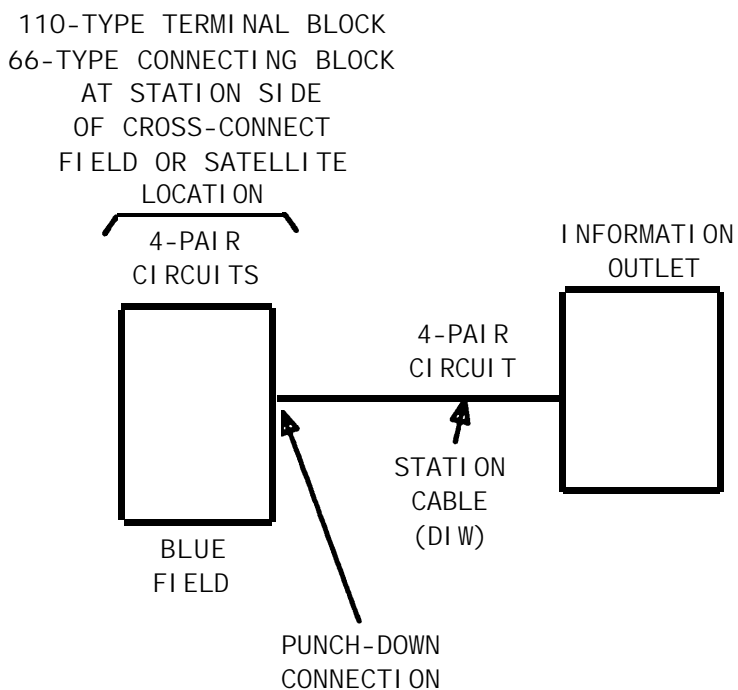 110-TYPE TERMINAL BLOCK
66-TYPE CONNECTING BLOCK
AT STATION SIDE
OF CROSS-CONNECT
FIELD OR SATELLITE
LOCATION
4-PAIR
CIRCUITS
INFORMATION
OUTLET
4-PAIR
CIRCUIT
STATION
CABLE
(DIW)
BLUE
FIELD
PUNCH-DOWN
CONNECTION